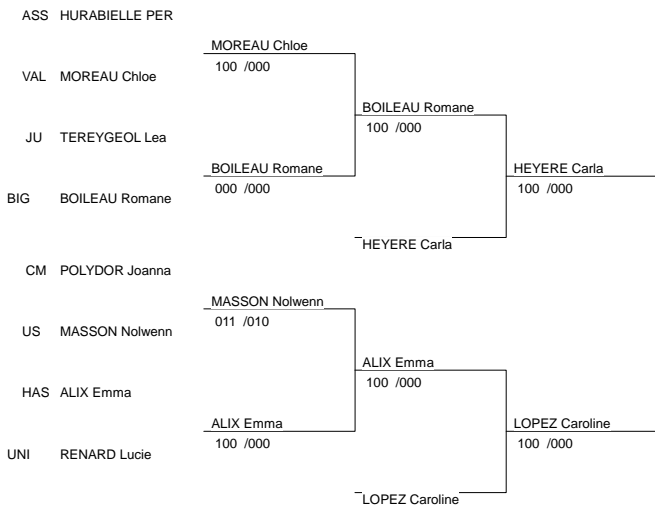 ASS HURABIELLE PER
MOREAU Chloe
100 /000
VAL MOREAU Chloe
BOILEAU Romane
100 /000
JU TEREYGEOL Lea
BOILEAU Romane
000 /000
HEYERE Carla
100 /000
BIG BOILEAU Romane
HEYERE Carla
CM POLYDOR Joanna
MASSON Nolwenn
011 /010
US MASSON Nolwenn
ALIX Emma
100 /000
HAS ALIX Emma
ALIX Emma
100 /000
LOPEZ Caroline
100 /000
UNI RENARD Lucie
LOPEZ Caroline